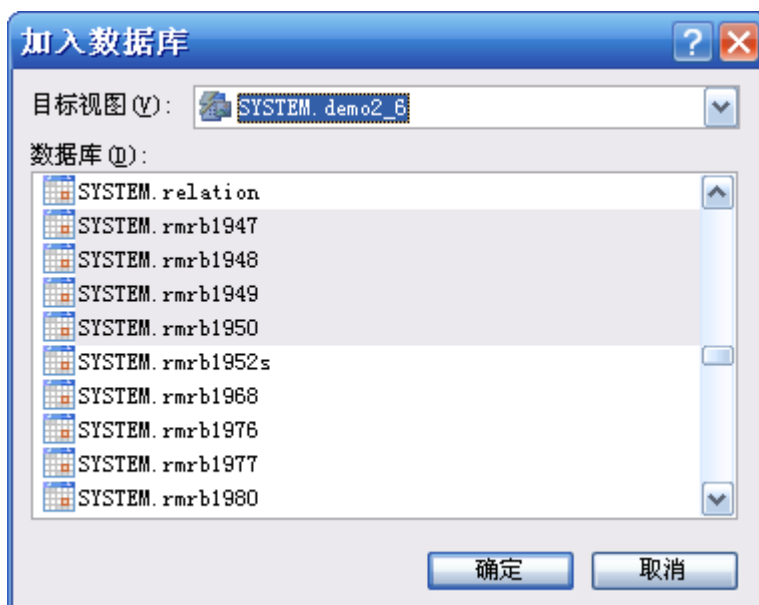 加入数据库
目标视图(V):
SYSTEM.demo2_6
数据库(D):
SYSTEM.relation
SYSTEM.rmrb1947
SYSTEM.rmrb1948
SYSTEM.rmrb1949
SYSTEM.rmrb1950
SYSTEM.rmrb1952s
SYSTEM.rmrb1968
SYSTEM.rmrb1976
SYSTEM.rmrb1977
SYSTEM.rmrb1980
确定 取消